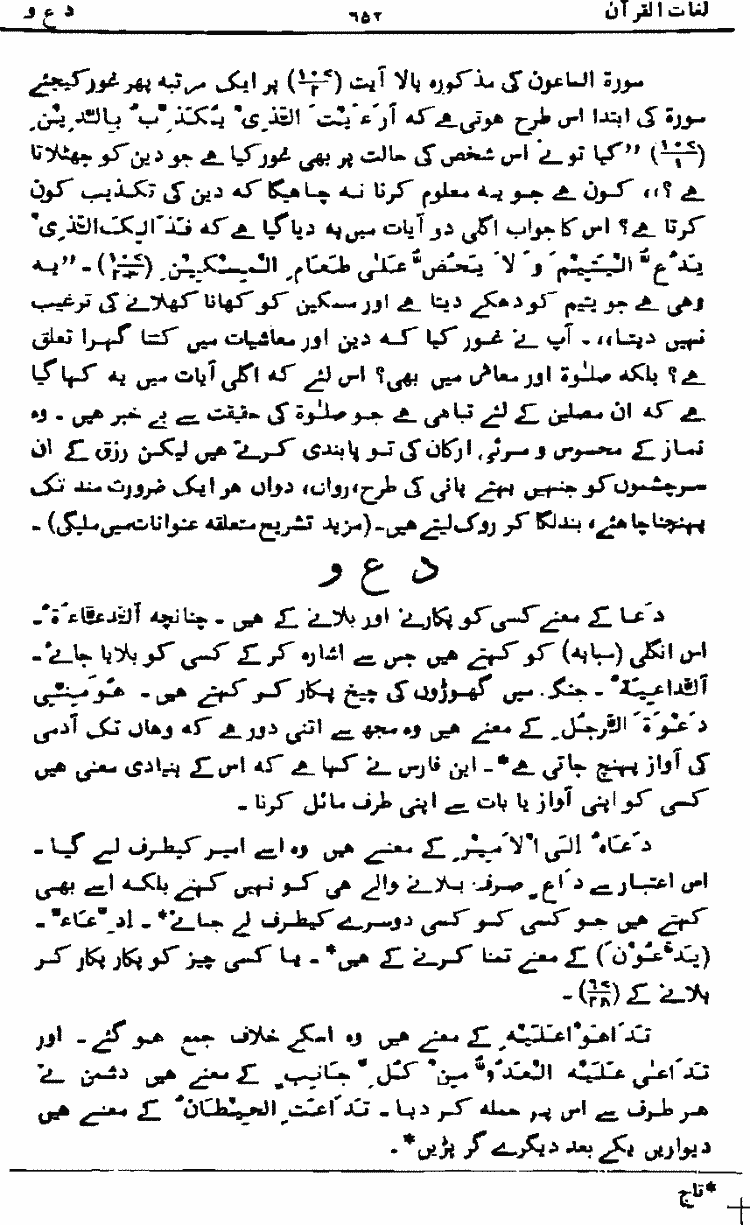 لغات القرآن ۶۵۲ د ع و
سورۃ الماعون کی مذکورہ بالا آیت (۱۰۷/۲) پر ایک مرتبہ پھر غور کیجئے
سورۃ کی ابتدا اس طرح ہوتی ہے کہ اَرَءَیْتَ الَّذِیْ یُکَذِّبُ بِالدِّیْنِ
(۱۰۷/۱) ”کیا تو نے اس شخص کی حالت پر بھی غور کیا ہے جو دین کو جھٹلاتا
ہے ؟،، کون ہے جو یہ معلوم کرنا نہ چاہیگا کہ دین کی تکذیب کون
کرتا ہے؟ اس کا جواب اگلی دو آیات میں یہ دیا گیا ہے کہ فَذَالِکَ الَّذِیْ
یَدُعُّ الْیَتِیْمَ وَ لَا یَحُضُّ عَلٰی طَعَامِ الْمِسْکِیْنِ (۱۰۷/۲-۳) ۔ ”یہ
وہی ہے جو یتیم کو دھکے دیتا ہے اور مسکین کو کھانا کھلانے کی ترغیب
نہیں دیتا،، ۔ آپ نے غور کیا کہ دین اور معاشیات میں کتنا گہرا تعلق
ہے؟ بلکہ صلٰوۃ اور معاش میں بھی؟ اس لئے کہ اگلی آیات میں یہ کہا گیا
ہے کہ ان مصلین کے لئے تباہی ہے جو صلٰوۃ کی حقیقت سے بے خبر ہیں ۔ وہ
نماز کے محسوس و مرئی ارکان کی تو پابندی کرتے ہیں لیکن رزق کے ان
سرچشموں کو جنہیں بہتے پانی کی طرح، رواں، دواں ہر ایک ضرورت مند تک
پہنچنا چاہئے، بند لگا کر روک لیتے ہیں۔ (مزید تشریح متعلقہ عنوانات میں ملیگی) ۔
د ع و
دُعا کے معنے کسی کو پکارنے اور بلانے کے ہیں ۔ چنانچہ اَلدَّعَّاءَۃُ ۔
اس انگلی (سبابہ) کو کہتے ہیں جس سے اشارہ کر کے کسی کو بلایا جائے ۔
اَلدَّاعِیَۃُ ۔ جنگ میں گھوڑوں کی چیخ پکار کو کہتے ہیں ۔ ھُوَ مِنِّیْ
دَعْوَۃَ الرَّجُلِ کے معنے ہیں وہ مجھ سے اتنی دور ہے کہ وہاں تک آدمی
کی آواز پہنچ جاتی ہے* ۔ ابن فارس نے کہا ہے کہ اس کے بنیادی معنی ہیں
کسی کو اپنی آواز یا بات سے اپنی طرف مائل کرنا ۔
دَعَاہُ اِلَی الْاَمِیْرِ کے معنے ہیں وہ اسے امیر کیطرف لے گیا ۔
اس اعتبار سے دَاعٍ صرف بلانے والے ہی کو نہیں کہتے بلکہ اسے بھی
کہتے ہیں جو کسی کو کسی دوسرے کیطرف لے جائے* ۔ اِدِّعَاءٌ ۔
(یَدَّعُوْنَ) کے معنے تمنا کرنے کے ہیں* ۔ یا کسی چیز کو پکار پکار کر
بلانے کے (۶۷/۲۸) ۔
تَدَاعَوْا عَلَیْہِ کے معنے ہیں وہ اسکے خلاف جمع ہو گئے ۔ اور
تَدَاعٰی عَلَیْہِ الْعَدُوُّ مِنْ کُلِّ جَانِبٍ کے معنے ہیں دشمن نے
ہر طرف سے اس پر حملہ کر دیا ۔ تَدَاعَتِ الْحِیْطَانُ کے معنے ہیں
دیواریں یکے بعد دیگرے گر پڑیں* ۔
*تاج